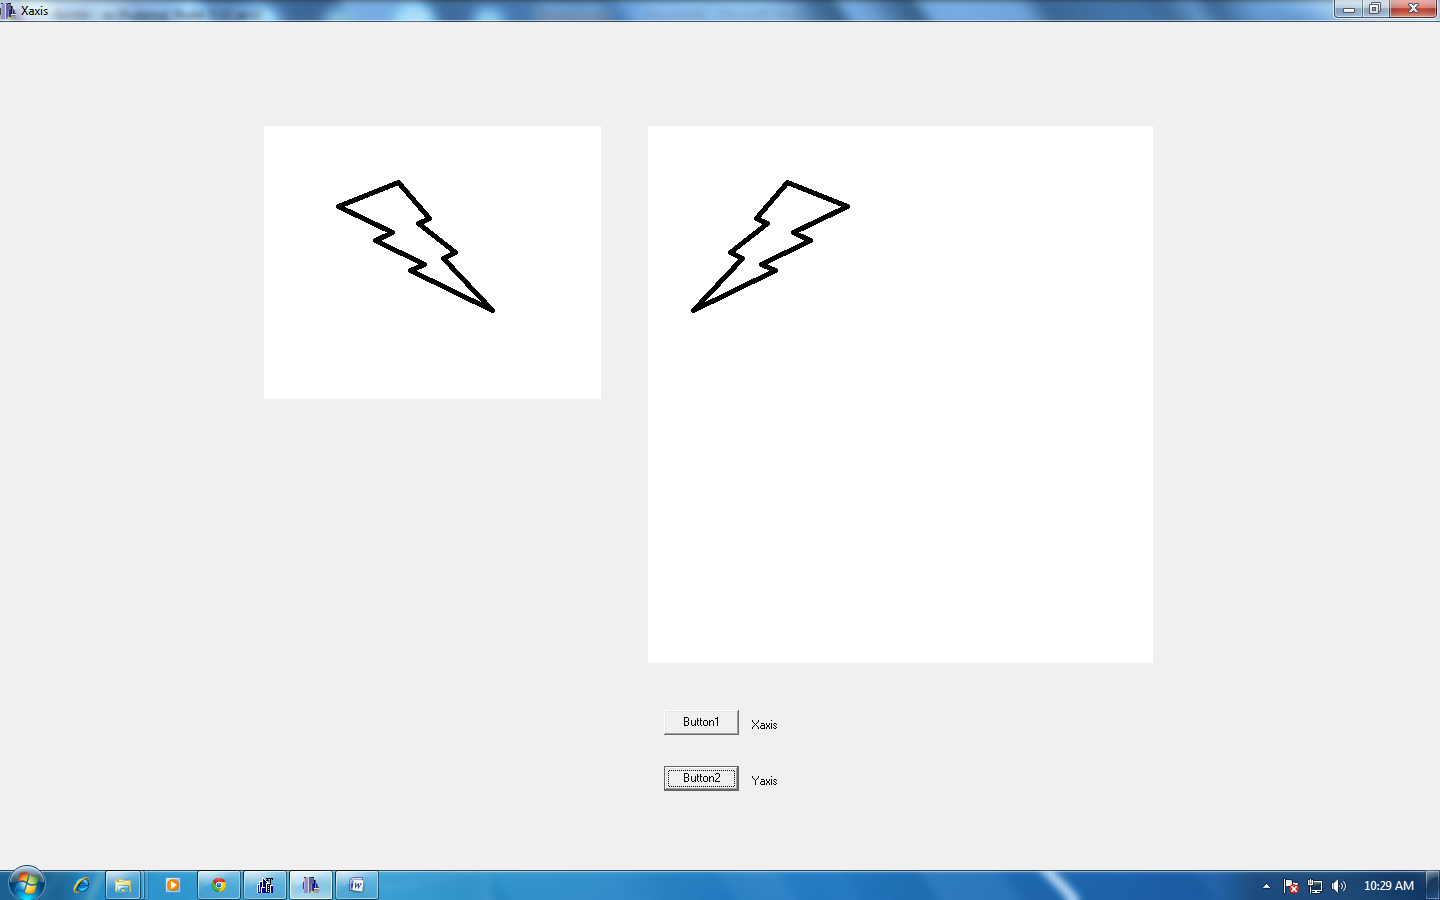 Xaxis
Button1 Xaxis
Button2 Yaxis
10:29 AM